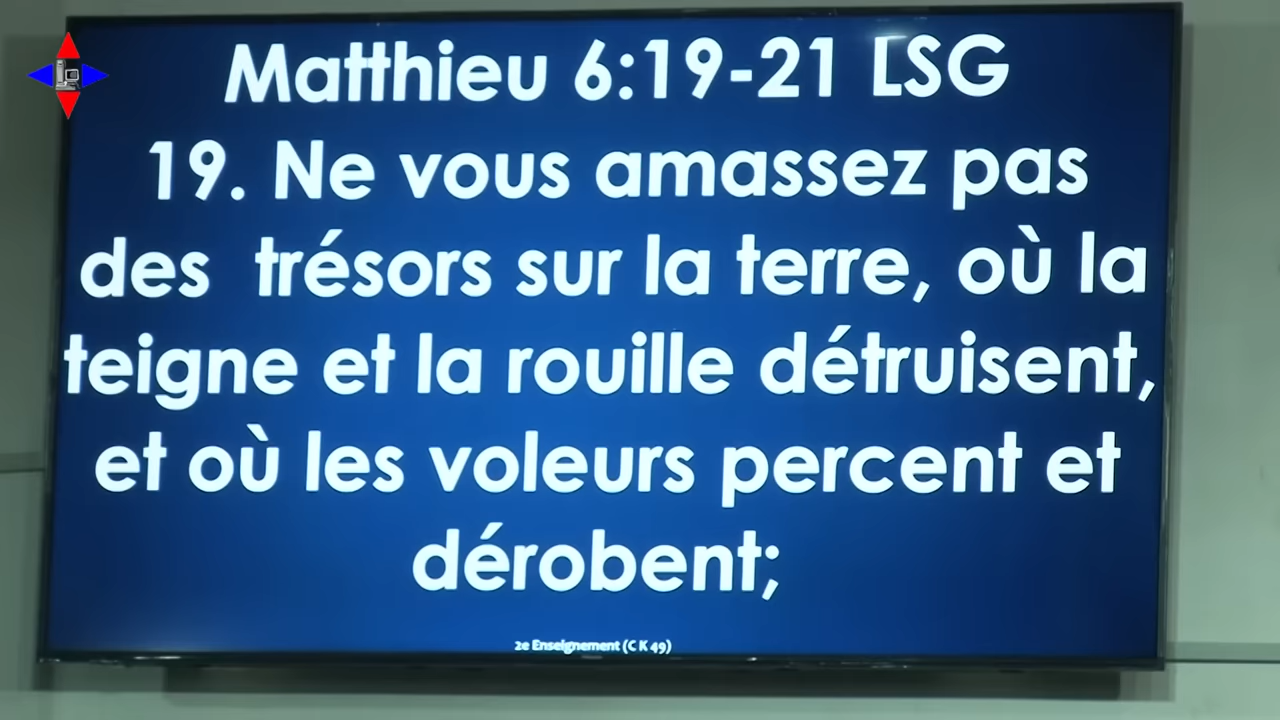 Matthieu 6:19-21 LSG
19. Ne vous amassez pas
des trésors sur la terre, où la
teigne et la rouille détruisent,
et où les voleurs percent et
dérobent;
2e Enseignement (C K 49)